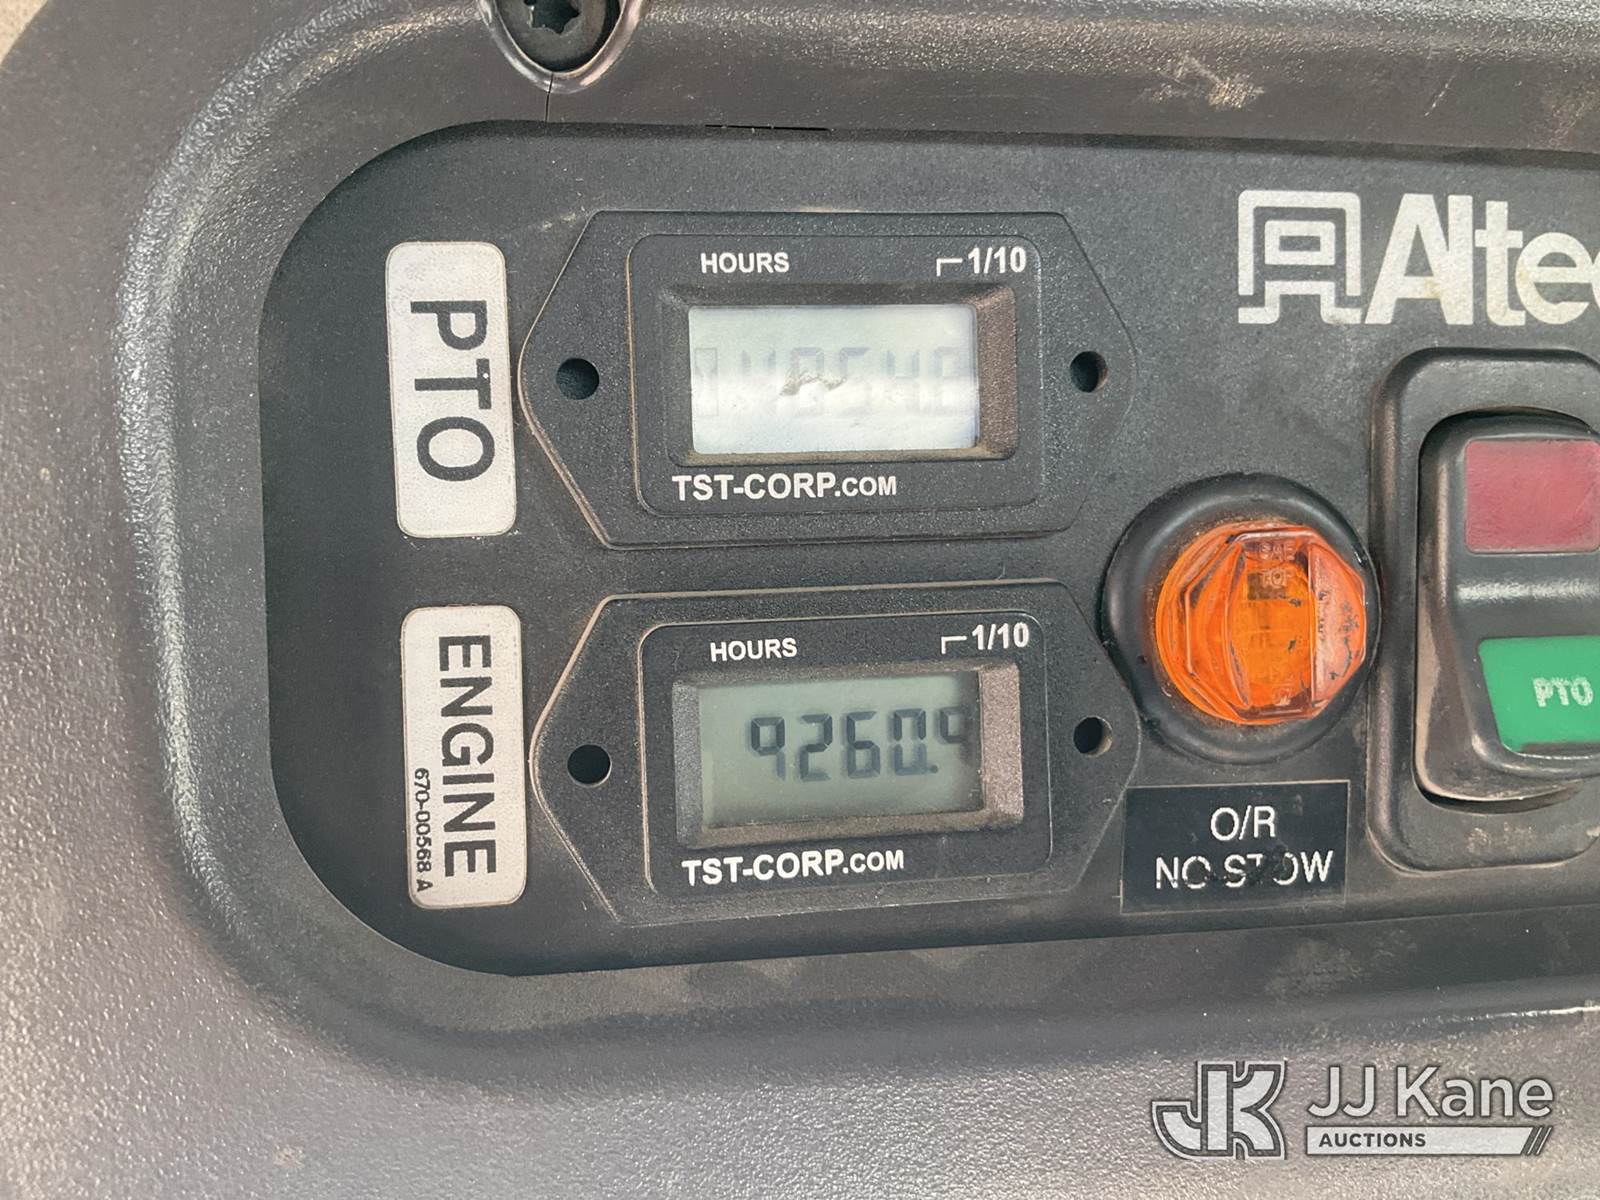 PTO
HOURS 1/10
TST-CORP.COM
Altec
ENGINE
670-00568 A
HOURS 1/10
9260.9
TST-CORP.COM
PTO
O/R
NO STOW
JK JJ Kane
AUCTIONS